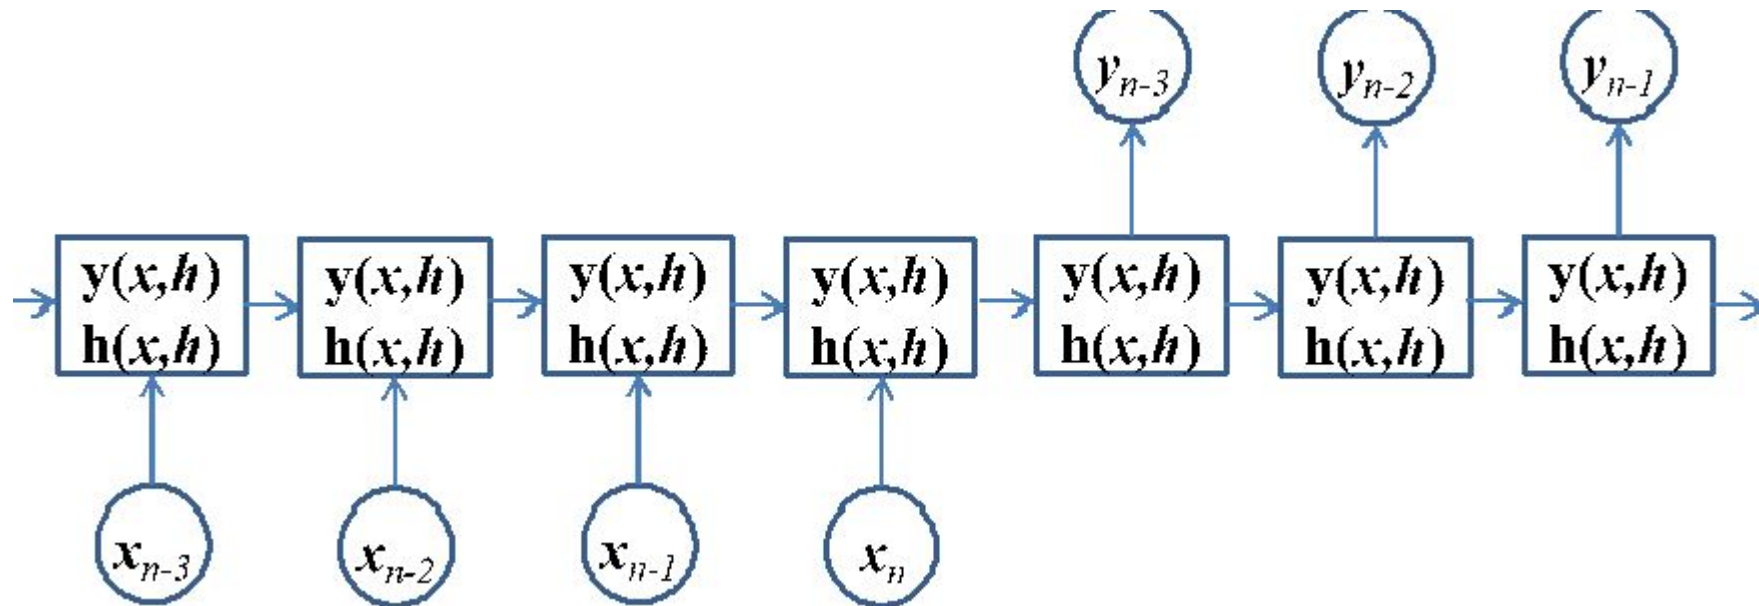 y_{n-3} y_{n-2} y_{n-1}
y(x,h) y(x,h) y(x,h) y(x,h) y(x,h) y(x,h) y(x,h)
h(x,h) h(x,h) h(x,h) h(x,h) h(x,h) h(x,h) h(x,h)
x_{n-3} x_{n-2} x_{n-1} x_n